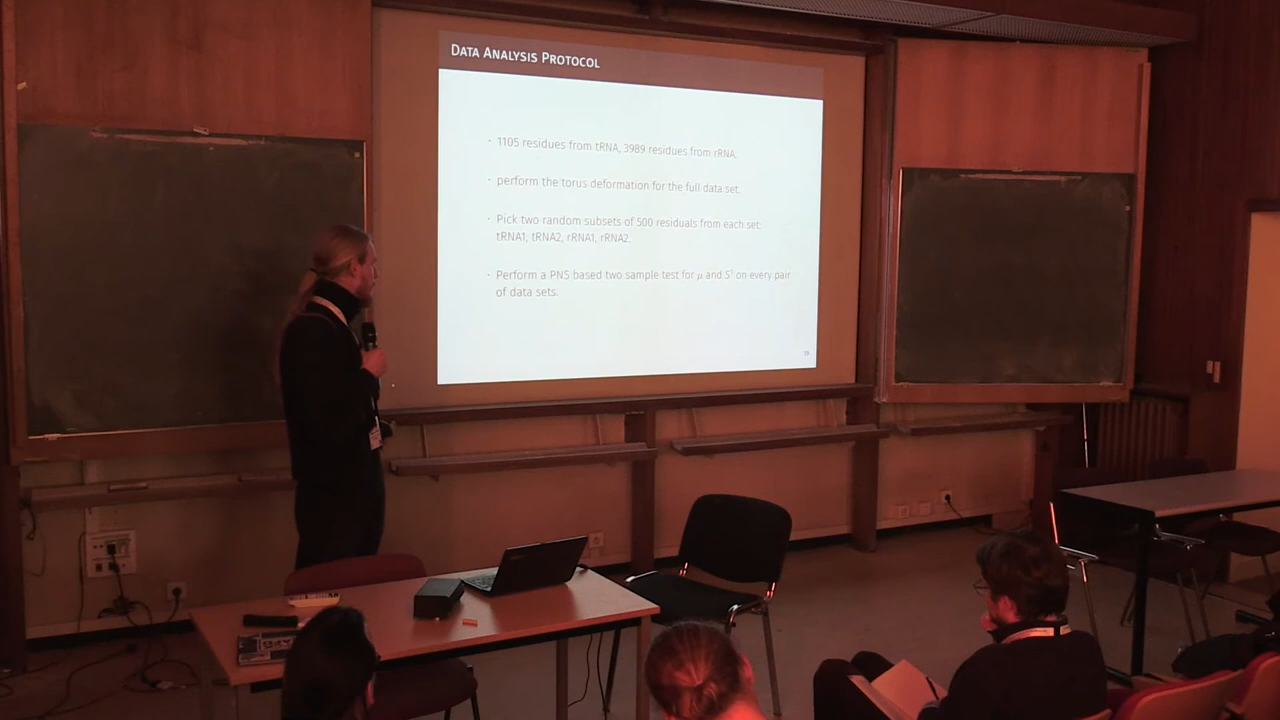 DATA ANALYSIS PROTOCOL
- 1105 residues from tRNA, 3989 residues from rRNA.
- perform the torus deformation for the full data set.
- Pick two random subsets of 500 residuals from each set:
tRNA1, tRNA2, rRNA1, rRNA2.
- Perform a PNS based two sample test for μ and S¹ on every pair
of data sets.
19